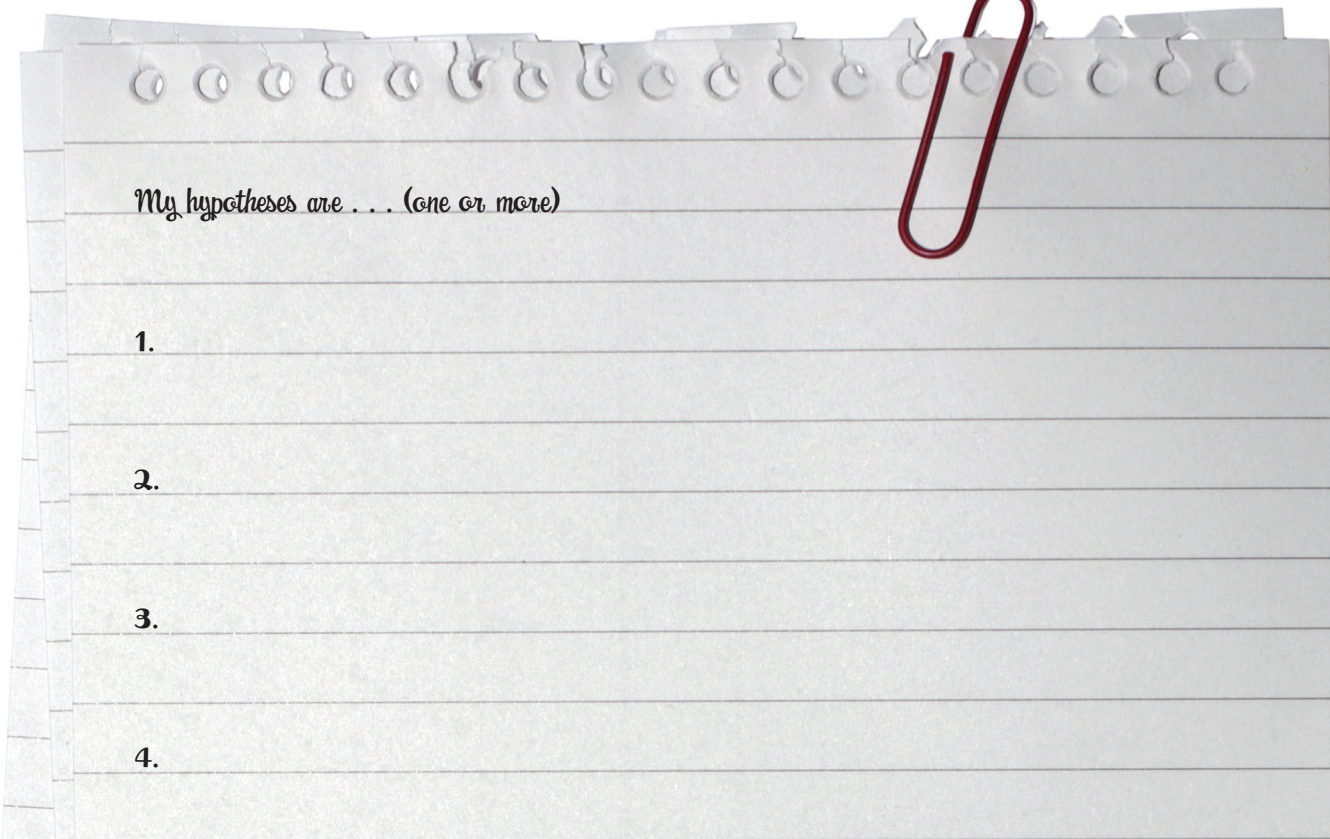 My hypotheses are . . . (one or more)
1.
2.
3.
4.